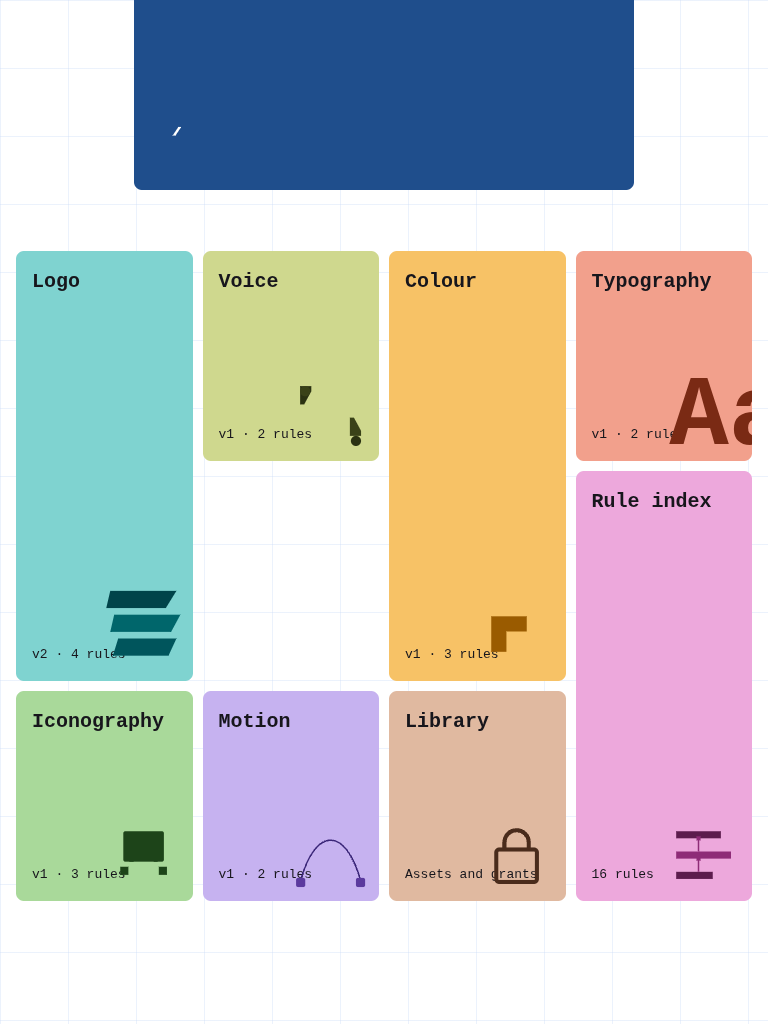 Logo
v2 · 4 rules
Voice
v1 · 2 rules
Colour
v1 · 3 rules
Typography
v1 · 2 rules
Aa
Rule index
16 rules
Iconography
v1 · 3 rules
Motion
v1 · 2 rules
Library
Assets and grants